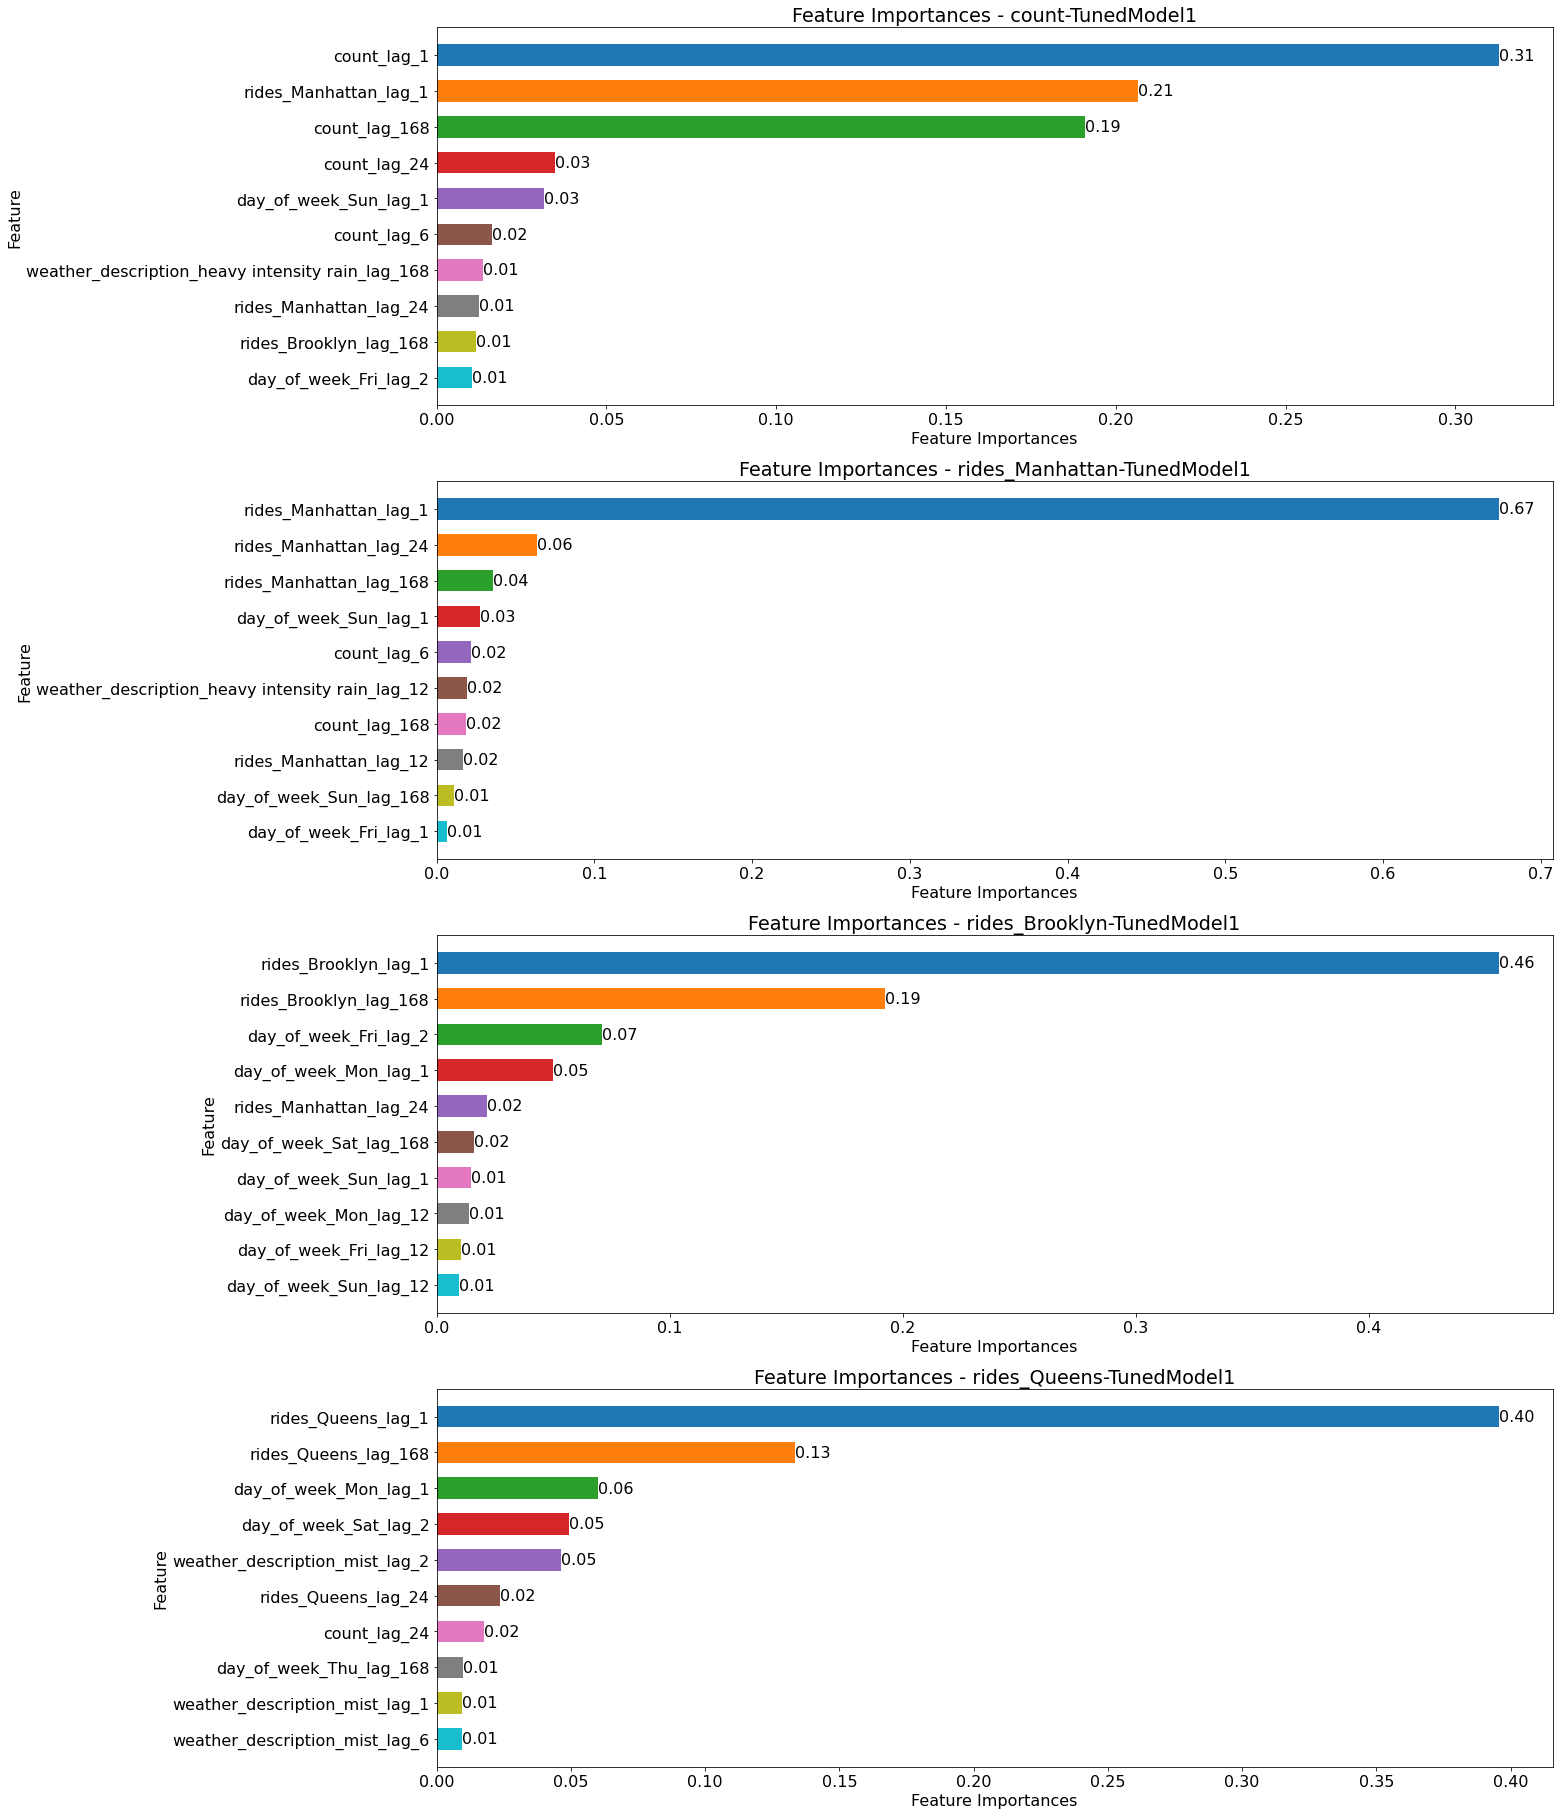 Feature Importances - count-TunedModel1
Feature
count_lag_1 0.31
rides_Manhattan_lag_1 0.21
count_lag_168 0.19
count_lag_24 0.03
day_of_week_Sun_lag_1 0.03
count_lag_6 0.02
weather_description_heavy intensity rain_lag_168 0.01
rides_Manhattan_lag_24 0.01
rides_Brooklyn_lag_168 0.01
day_of_week_Fri_lag_2 0.01
0.00 0.05 0.10 0.15 0.20 0.25 0.30
Feature Importances
Feature Importances - rides_Manhattan-TunedModel1
Feature
rides_Manhattan_lag_1 0.67
rides_Manhattan_lag_24 0.06
rides_Manhattan_lag_168 0.04
day_of_week_Sun_lag_1 0.03
count_lag_6 0.02
weather_description_heavy intensity rain_lag_12 0.02
count_lag_168 0.02
rides_Manhattan_lag_12 0.02
day_of_week_Sun_lag_168 0.01
day_of_week_Fri_lag_1 0.01
0.0 0.1 0.2 0.3 0.4 0.5 0.6 0.7
Feature Importances
Feature Importances - rides_Brooklyn-TunedModel1
Feature
rides_Brooklyn_lag_1 0.46
rides_Brooklyn_lag_168 0.19
day_of_week_Fri_lag_2 0.07
day_of_week_Mon_lag_1 0.05
rides_Manhattan_lag_24 0.02
day_of_week_Sat_lag_168 0.02
day_of_week_Sun_lag_1 0.01
day_of_week_Mon_lag_12 0.01
day_of_week_Fri_lag_12 0.01
day_of_week_Sun_lag_12 0.01
0.0 0.1 0.2 0.3 0.4
Feature Importances
Feature Importances - rides_Queens-TunedModel1
Feature
rides_Queens_lag_1 0.40
rides_Queens_lag_168 0.13
day_of_week_Mon_lag_1 0.06
day_of_week_Sat_lag_2 0.05
weather_description_mist_lag_2 0.05
rides_Queens_lag_24 0.02
count_lag_24 0.02
day_of_week_Thu_lag_168 0.01
weather_description_mist_lag_1 0.01
weather_description_mist_lag_6 0.01
0.00 0.05 0.10 0.15 0.20 0.25 0.30 0.35 0.40
Feature Importances